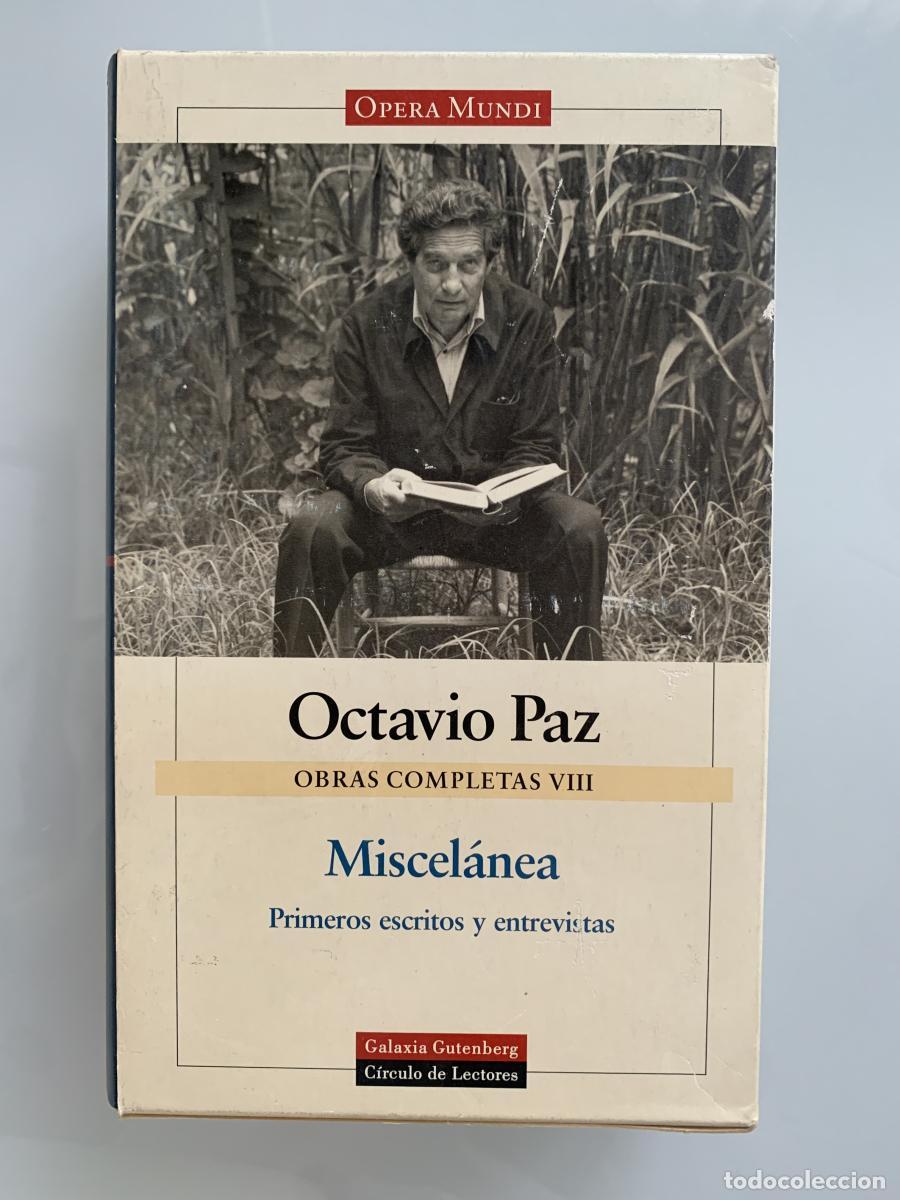 OPERA MUNDI
Octavio Paz
OBRAS COMPLETAS VIII
Miscelánea
Primeros escritos y entrevistas
Galaxia Gutenberg
Círculo de Lectores
todocoleccion